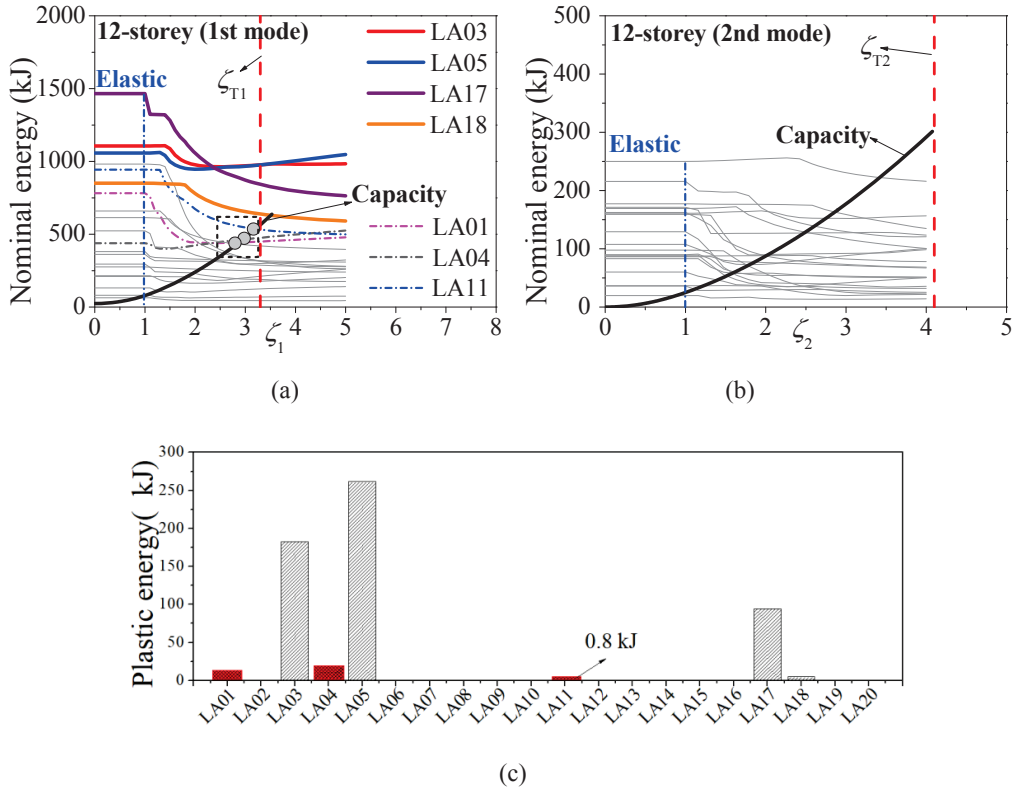 12-storey (1st mode)
Elastic
ζT1
LA03
LA05
LA17
LA18
Capacity
LA01
LA04
LA11
Nominal energy (kJ)
2000
1500
1000
500
0
0 1 2 3 4 5 6 7 8
ζ1
(a)
12-storey (2nd mode)
ζT2
Capacity
Elastic
Nominal energy (kJ)
500
400
300
200
100
0
0 1 2 3 4 5
ζ2
(b)
Plastic energy( kJ)
300
250
200
150
100
50
0
0.8 kJ
LA01 LA02 LA03 LA04 LA05 LA06 LA07 LA08 LA09 LA10 LA11 LA12 LA13 LA14 LA15 LA16 LA17 LA18 LA19 LA20
(c)